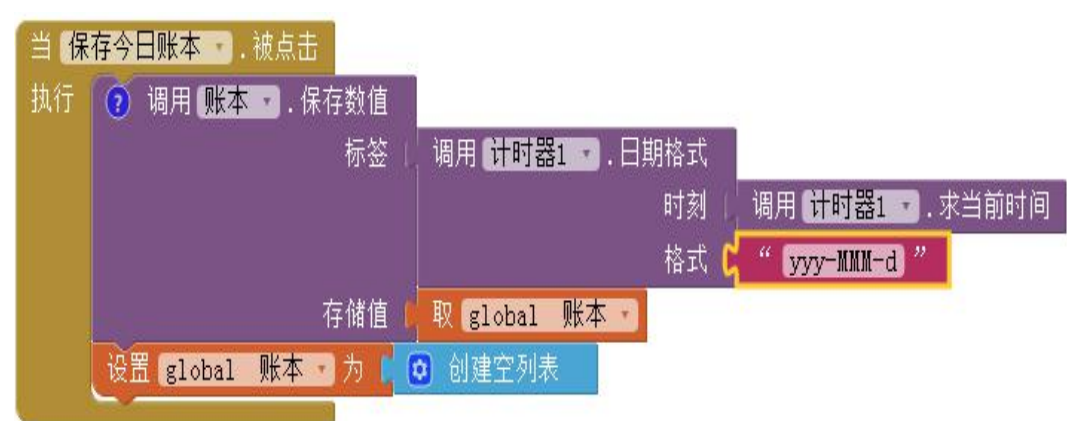 当 保存今日账本 . 被点击
执行 ? 调用 账本 . 保存数值
标签 调用 计时器1 . 日期格式
时刻 调用 计时器1 . 求当前时间
格式 “ yyy-MMM-d ”
存储值 取 global 账本
设置 global 账本 为 创建空列表